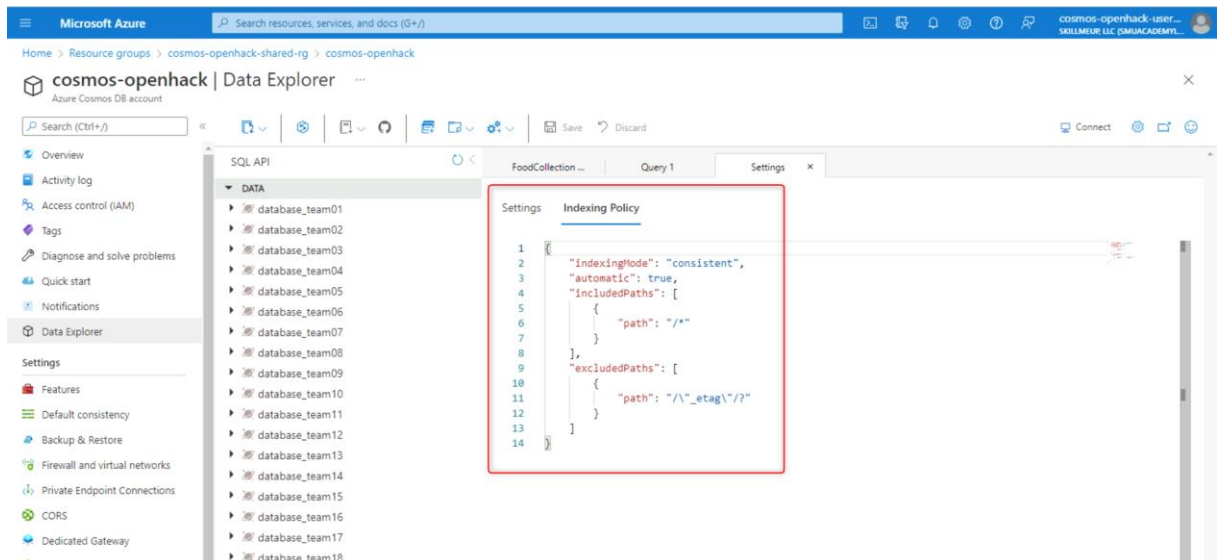 Microsoft Azure
Search resources, services, and docs (G+/)
cosmos-openhack-user...
SKILLMEUP, LLC (SMUACADEMYL...
Home > Resource groups > cosmos-openhack-shared-rg > cosmos-openhack
cosmos-openhack | Data Explorer ...
Azure Cosmos DB account
Search (Ctrl+/)
Overview
Activity log
Access control (IAM)
Tags
Diagnose and solve problems
Quick start
Notifications
Data Explorer
Settings
Features
Default consistency
Backup & Restore
Firewall and virtual networks
Private Endpoint Connections
CORS
Dedicated Gateway
Save Discard
Connect
SQL API
DATA
database_team01
database_team02
database_team03
database_team04
database_team05
database_team06
database_team07
database_team08
database_team09
database_team10
database_team11
database_team12
database_team13
database_team14
database_team15
database_team16
database_team17
database_team18
FoodCollection ... Query 1 Settings
Settings Indexing Policy
1 {
2 "indexingMode": "consistent",
3 "automatic": true,
4 "includedPaths": [
5 {
6 "path": "/*"
7 }
8 ],
9 "excludedPaths": [
10 {
11 "path": "/\"_etag\"/?"
12 }
13 ]
14 }